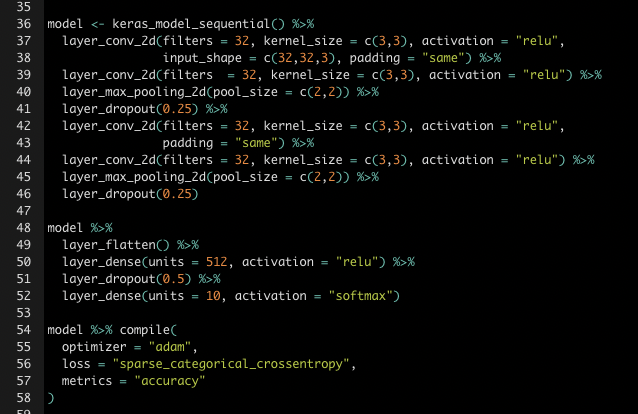 35
36 model <- keras_model_sequential() %>%
37   layer_conv_2d(filters = 32, kernel_size = c(3,3), activation = "relu",
38                 input_shape = c(32,32,3), padding = "same") %>%
39   layer_conv_2d(filters  = 32, kernel_size = c(3,3), activation = "relu") %>%
40   layer_max_pooling_2d(pool_size = c(2,2)) %>%
41   layer_dropout(0.25) %>%
42   layer_conv_2d(filters = 32, kernel_size = c(3,3), activation = "relu",
43                 padding = "same") %>%
44   layer_conv_2d(filters = 32, kernel_size = c(3,3), activation = "relu") %>%
45   layer_max_pooling_2d(pool_size = c(2,2)) %>%
46   layer_dropout(0.25)
47
48 model %>%
49   layer_flatten() %>%
50   layer_dense(units = 512, activation = "relu") %>%
51   layer_dropout(0.5) %>%
52   layer_dense(units = 10, activation = "softmax")
53
54 model %>% compile(
55   optimizer = "adam",
56   loss = "sparse_categorical_crossentropy",
57   metrics = "accuracy"
58 )